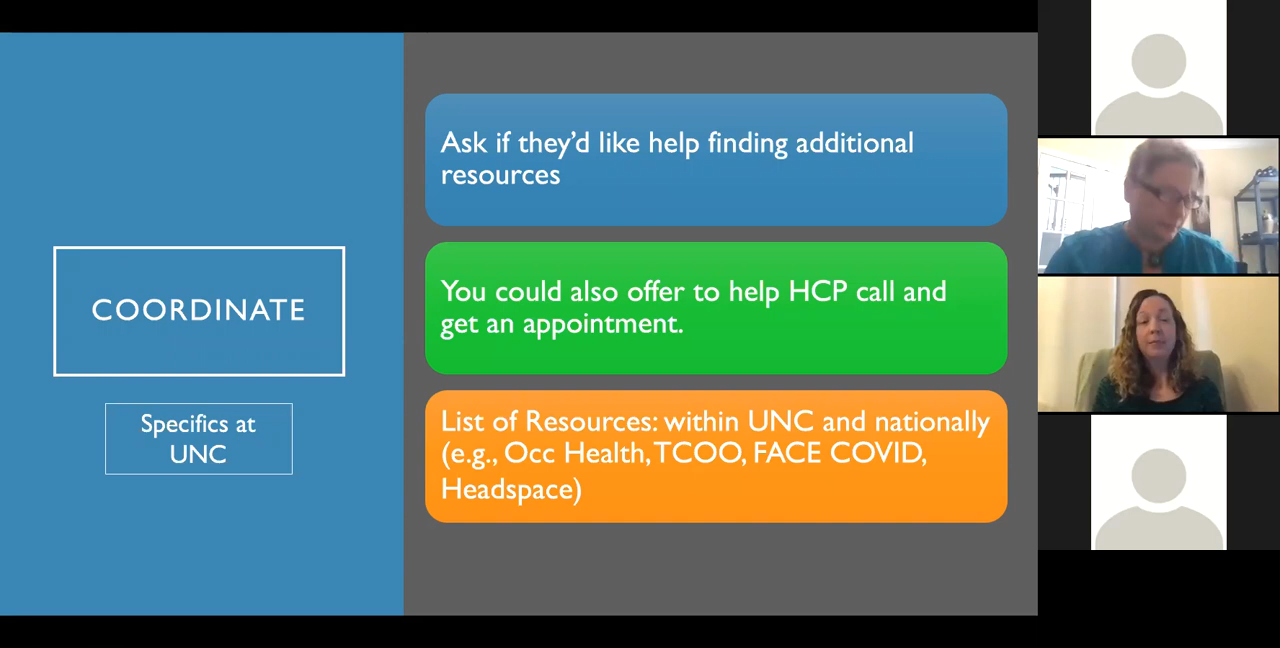 COORDINATE
Specifics at
UNC
Ask if they’d like help finding additional
resources
You could also offer to help HCP call and
get an appointment.
List of Resources: within UNC and nationally
(e.g., Occ Health, TCOO, FACE COVID,
Headspace)